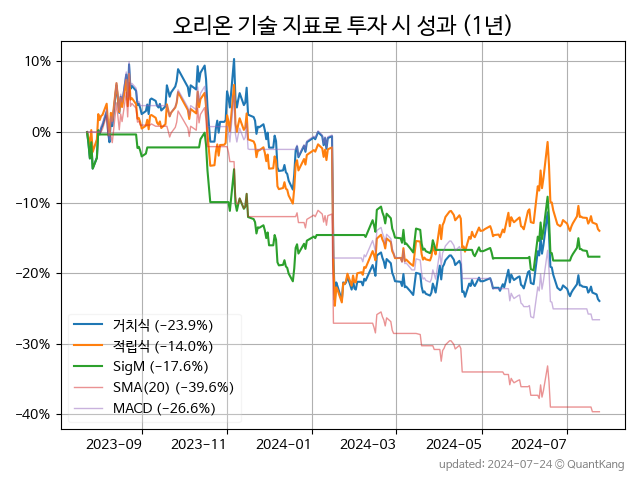 오리온 기술 지표로 투자 시 성과 (1년)
10%
0%
−10%
−20%
−30%
−40%
거치식 (−23.9%)
적립식 (−14.0%)
SigM (−17.6%)
SMA(20) (−39.6%)
MACD (−26.6%)
2023-09
2023-11
2024-01
2024-03
2024-05
2024-07
updated: 2024-07-24 © QuantKang